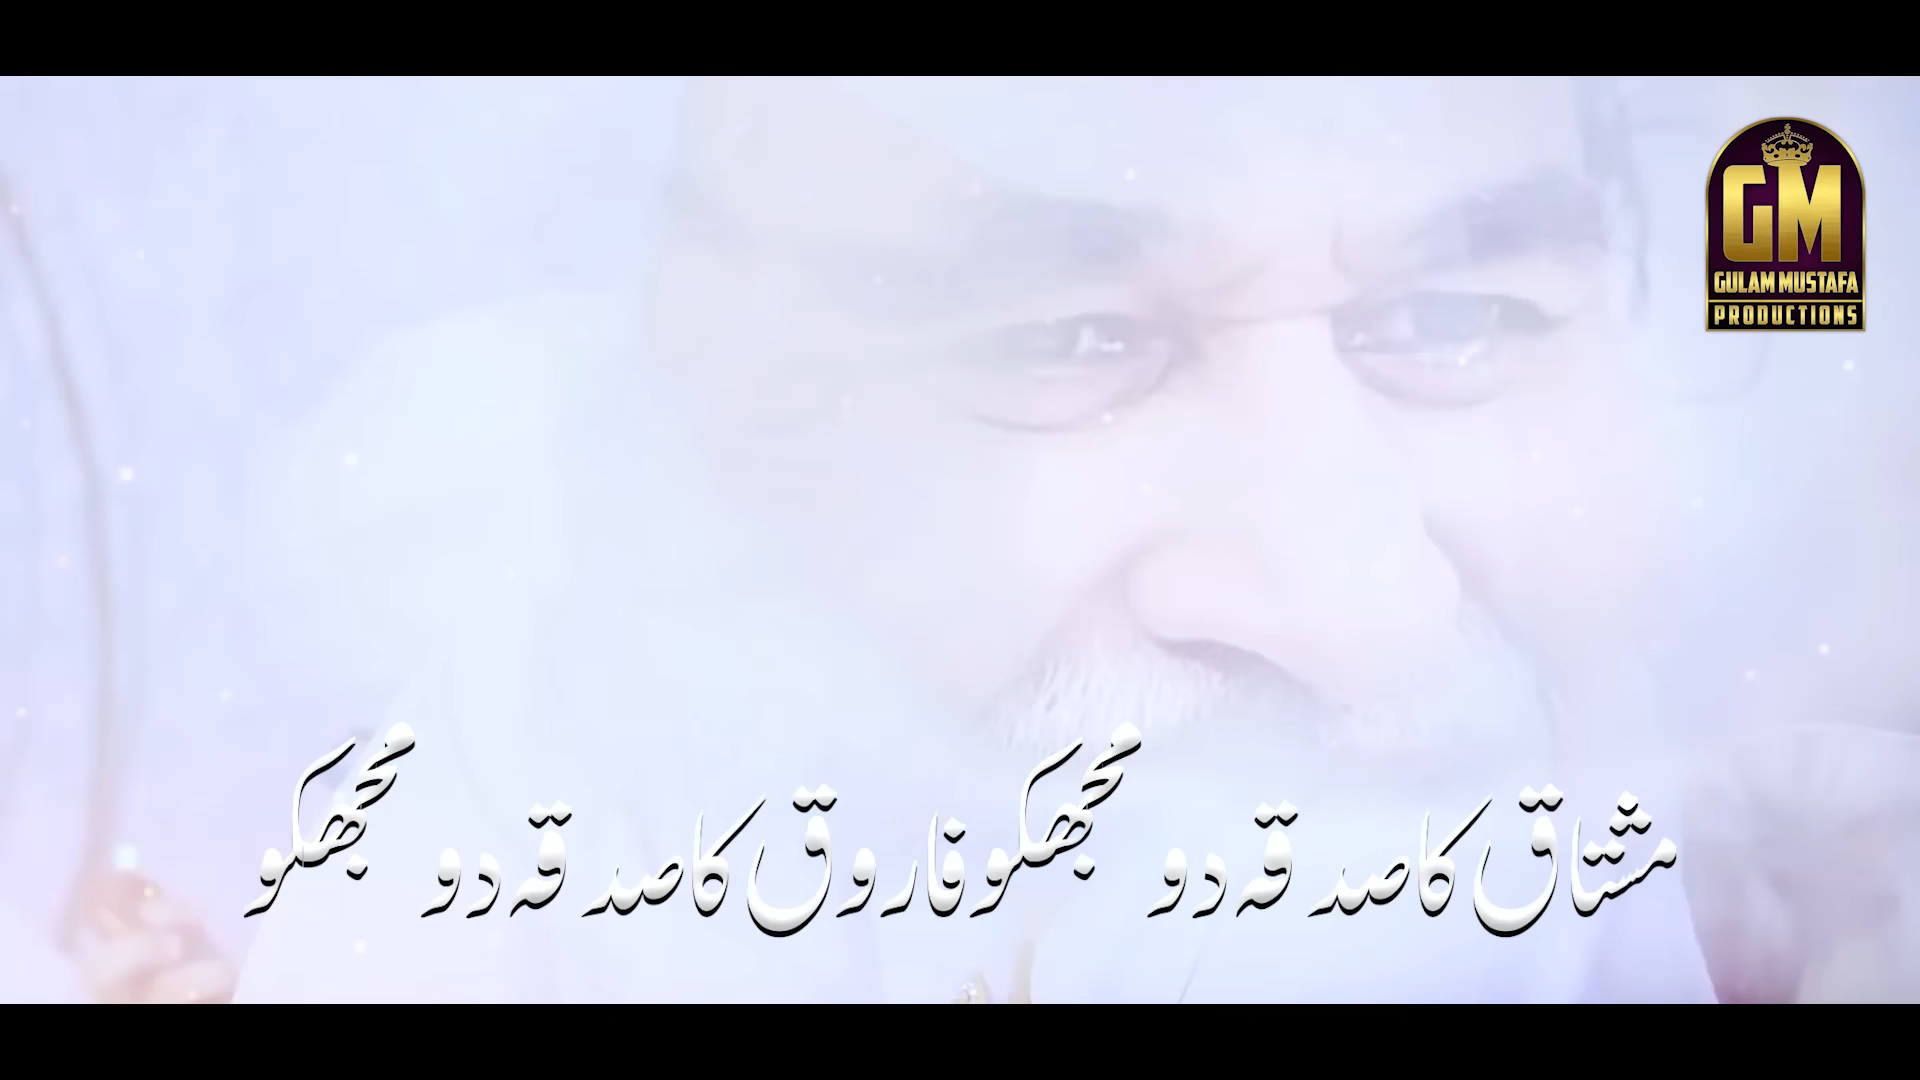 GM
GULAM MUSTAFA
PRODUCTIONS
مشتاق کا صدقہ دو مجھکو فاروق کا صدقہ دو مجھکو